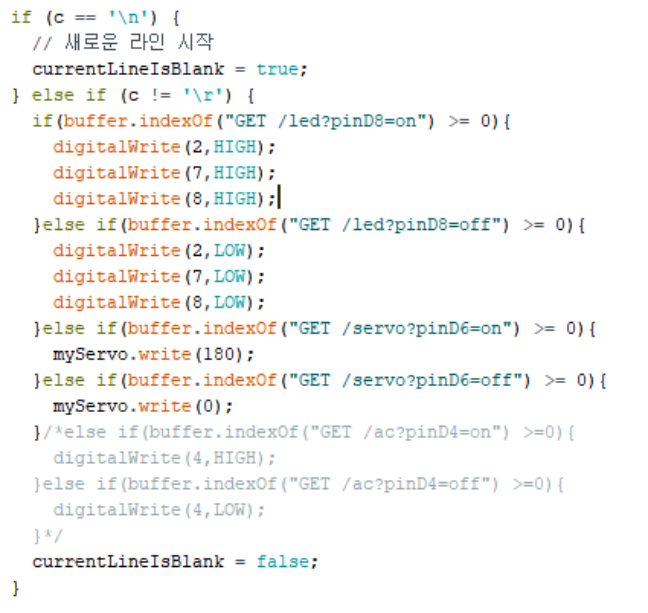 if (c == '\n') {
// 새로운 라인 시작
currentLineIsBlank = true;
} else if (c != '\r') {
if(buffer.indexOf("GET /led?pinD8=on") >= 0){
digitalWrite(2,HIGH);
digitalWrite(7,HIGH);
digitalWrite(8,HIGH);
}else if(buffer.indexOf("GET /led?pinD8=off") >= 0){
digitalWrite(2,LOW);
digitalWrite(7,LOW);
digitalWrite(8,LOW);
}else if(buffer.indexOf("GET /servo?pinD6=on") >= 0){
myServo.write(180);
}else if(buffer.indexOf("GET /servo?pinD6=off") >= 0){
myServo.write(0);
}/*else if(buffer.indexOf("GET /ac?pinD4=on") >=0){
digitalWrite(4,HIGH);
}else if(buffer.indexOf("GET /ac?pinD4=off") >=0){
digitalWrite(4,LOW);
}*/
currentLineIsBlank = false;
}